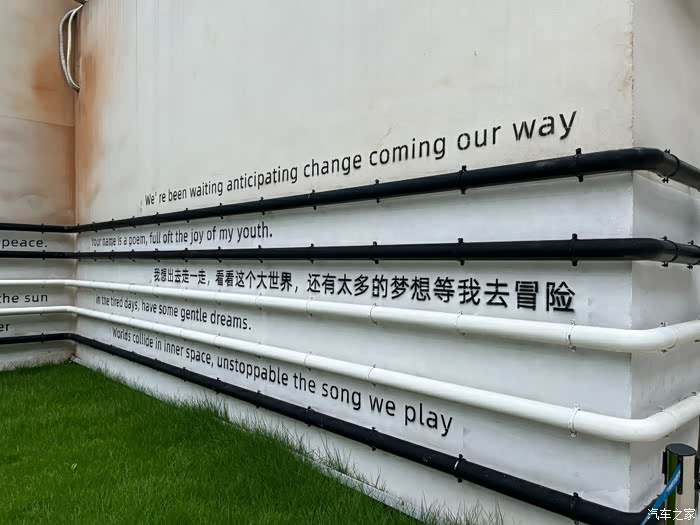 We're been waiting anticipating change coming our way
Your name is a poem, full oft the joy of my youth.
peace.
我想出去走一走，看看这个大世界，还有太多的梦想等我去冒险
the sun
in the tired days, have some gentle dreams.
er
Worlds collide in inner space, unstoppable the song we play
汽车之家